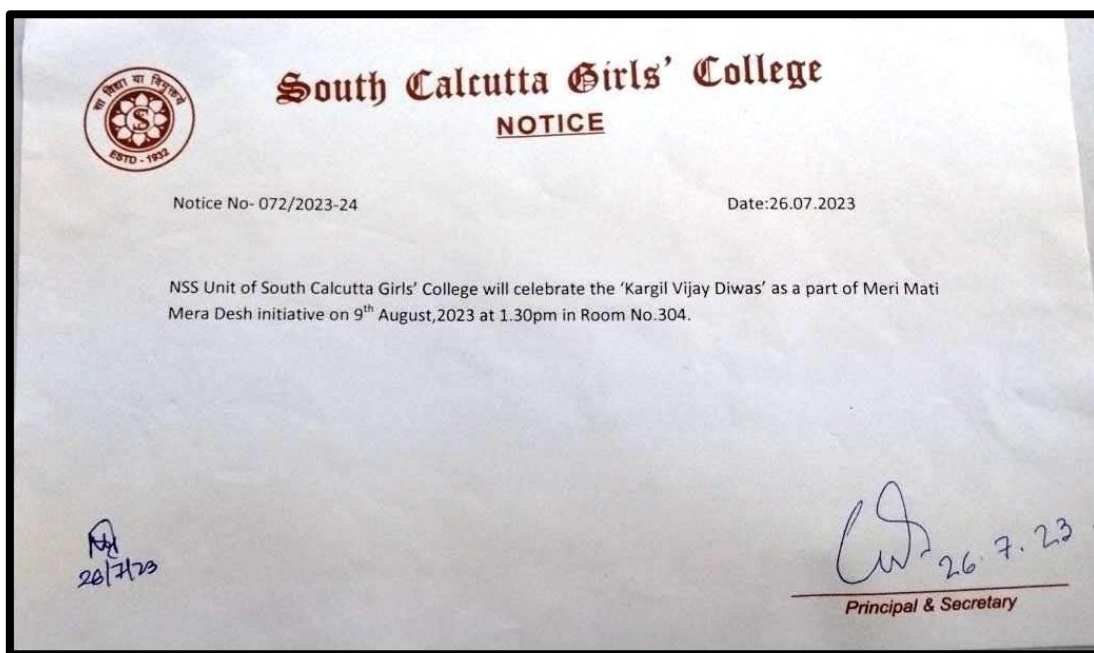 सा विद्या या विमुक्तये
S
ESTD - 1932
South Calcutta Girls' College
NOTICE
Notice No- 072/2023-24
Date:26.07.2023
NSS Unit of South Calcutta Girls' College will celebrate the 'Kargil Vijay Diwas' as a part of Meri Mati
Mera Desh initiative on 9th August,2023 at 1.30pm in Room No.304.
26/7/23
26.7.23
Principal & Secretary